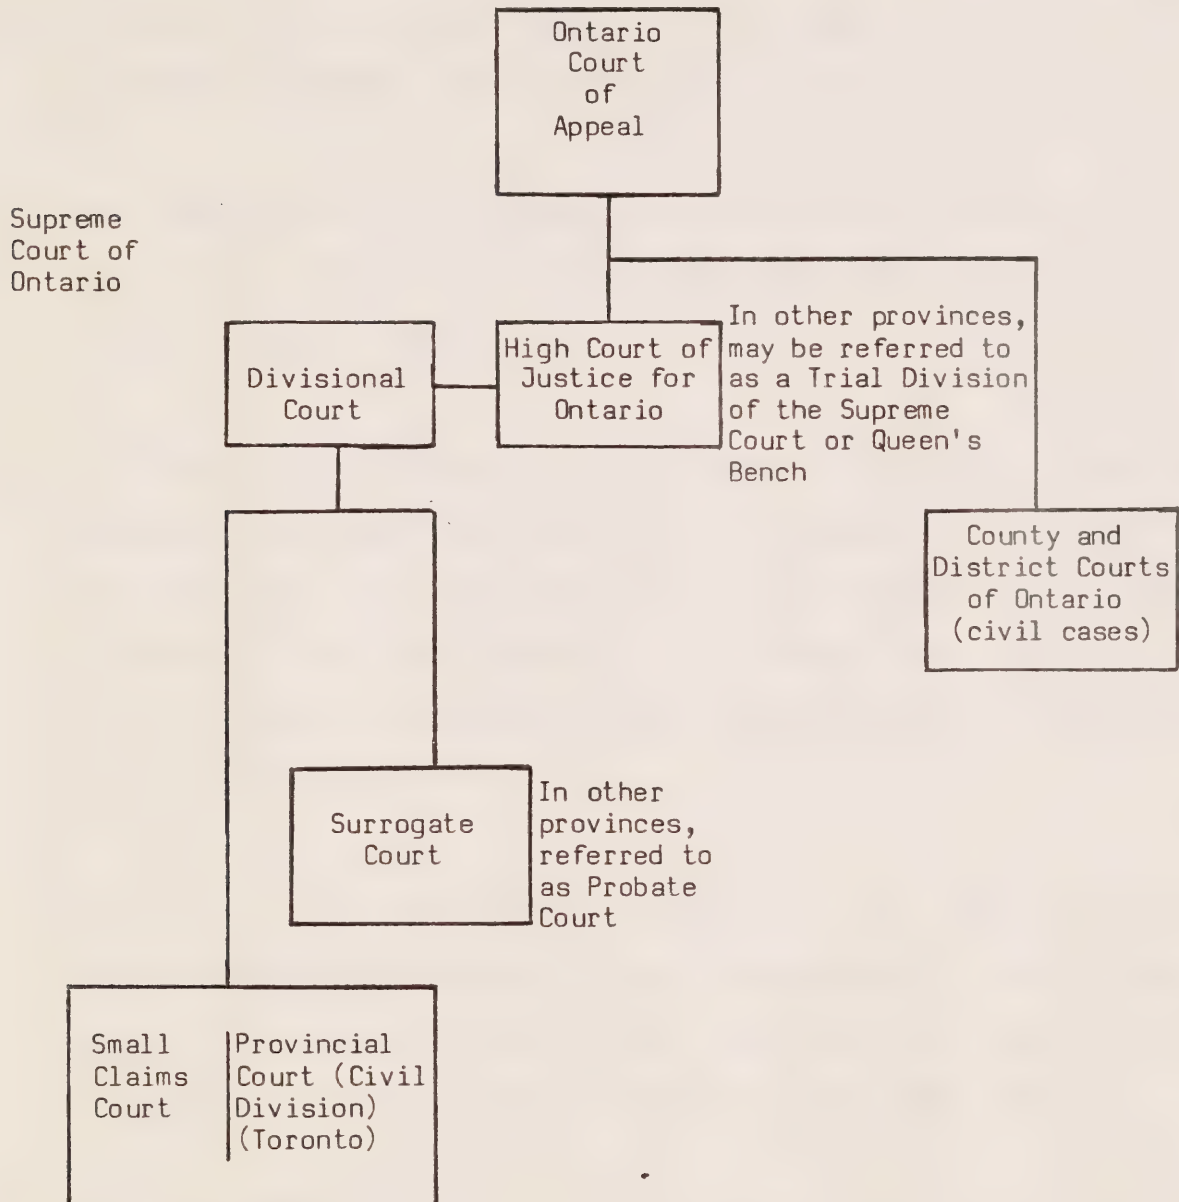 Ontario
Court
of
Appeal
Supreme
Court of
Ontario
Divisional
Court
High Court of
Justice for
Ontario
In other provinces,
may be referred to
as a Trial Division
of the Supreme
Court or Queen's
Bench
County and
District Courts
of Ontario
(civil cases)
Surrogate
Court
In other
provinces,
referred to
as Probate
Court
Small
Claims
Court
Provincial
Court (Civil
Division)
(Toronto)